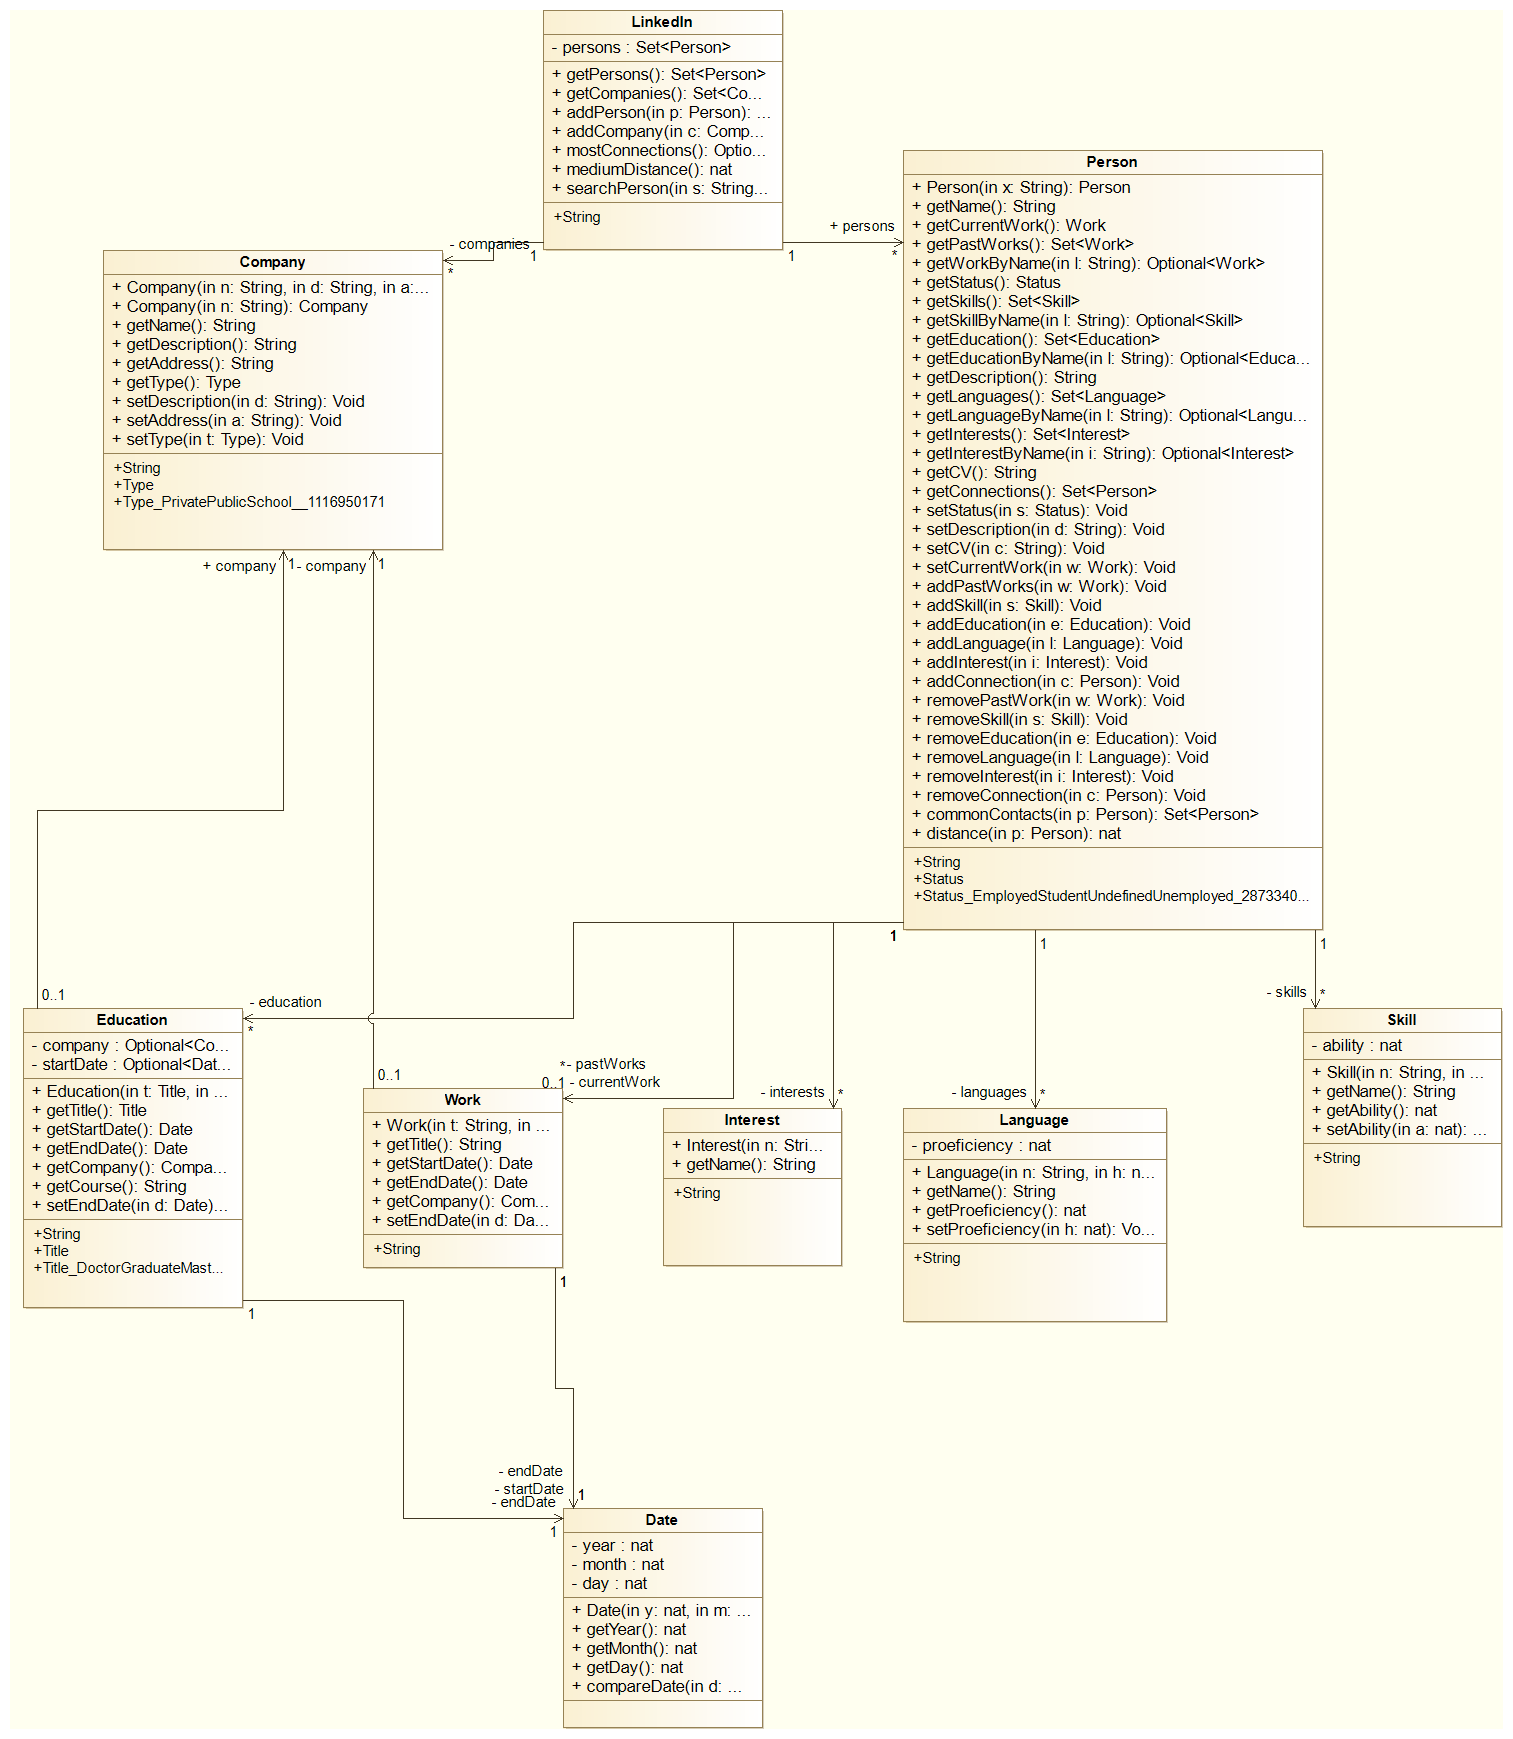 LinkedIn
- persons : Set<Person>
+ getPersons(): Set<Person>
+ getCompanies(): Set<Co...
+ addPerson(in p: Person): ...
+ addCompany(in c: Comp...
+ mostConnections(): Optio...
+ mediumDistance(): nat
+ searchPerson(in s: String...
+String
- companies
1
*
+ persons
1
*
Company
+ Company(in n: String, in d: String, in a:...
+ Company(in n: String): Company
+ getName(): String
+ getDescription(): String
+ getAddress(): String
+ getType(): Type
+ setDescription(in d: String): Void
+ setAddress(in a: String): Void
+ setType(in t: Type): Void
+String
+Type
+Type_PrivatePublicSchool__1116950171
+ company
1
- company
1
Person
+ Person(in x: String): Person
+ getName(): String
+ getCurrentWork(): Work
+ getPastWorks(): Set<Work>
+ getWorkByName(in l: String): Optional<Work>
+ getStatus(): Status
+ getSkills(): Set<Skill>
+ getSkillByName(in l: String): Optional<Skill>
+ getEducation(): Set<Education>
+ getEducationByName(in l: String): Optional<Educa...
+ getDescription(): String
+ getLanguages(): Set<Language>
+ getLanguageByName(in l: String): Optional<Langu...
+ getInterests(): Set<Interest>
+ getInterestByName(in i: String): Optional<Interest>
+ getCV(): String
+ getConnections(): Set<Person>
+ setStatus(in s: Status): Void
+ setDescription(in d: String): Void
+ setCV(in c: String): Void
+ setCurrentWork(in w: Work): Void
+ addPastWorks(in w: Work): Void
+ addSkill(in s: Skill): Void
+ addEducation(in e: Education): Void
+ addLanguage(in l: Language): Void
+ addInterest(in i: Interest): Void
+ addConnection(in c: Person): Void
+ removePastWork(in w: Work): Void
+ removeSkill(in s: Skill): Void
+ removeEducation(in e: Education): Void
+ removeLanguage(in l: Language): Void
+ removeInterest(in i: Interest): Void
+ removeConnection(in c: Person): Void
+ commonContacts(in p: Person): Set<Person>
+ distance(in p: Person): nat
+String
+Status
+Status_EmployedStudentUndefinedUnemployed_2873340...
1
1
1
0..1
- education
*
Education
- company : Optional<Co...
- startDate : Optional<Dat...
+ Education(in t: Title, in ...
+ getTitle(): Title
+ getStartDate(): Date
+ getEndDate(): Date
+ getCompany(): Compa...
+ getCourse(): String
+ setEndDate(in d: Date)...
+String
+Title
+Title_DoctorGraduateMast...
1
0..1
*- pastWorks
0..1 - currentWork
Work
+ Work(in t: String, in ...
+ getTitle(): String
+ getStartDate(): Date
+ getEndDate(): Date
+ getCompany(): Com...
+ setEndDate(in d: Da...
+String
1
- interests
*
Interest
+ Interest(in n: Stri...
+ getName(): String
+String
- languages
*
Language
- proeficiency : nat
+ Language(in n: String, in h: n...
+ getName(): String
+ getProeficiency(): nat
+ setProeficiency(in h: nat): Vo...
+String
- skills
*
Skill
- ability : nat
+ Skill(in n: String, in ...
+ getName(): String
+ getAbility(): nat
+ setAbility(in a: nat): ...
+String
- endDate
- startDate
1
- endDate
1
Date
- year : nat
- month : nat
- day : nat
+ Date(in y: nat, in m: ...
+ getYear(): nat
+ getMonth(): nat
+ getDay(): nat
+ compareDate(in d: ...